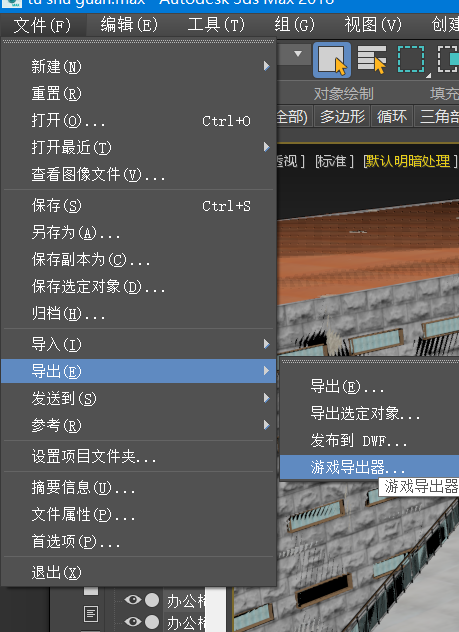 tu shu guan.max - Autodesk 3ds Max 2018
文件(F) 编辑(E) 工具(T) 组(G) 视图(V) 创建
新建(N)
重置(R)
打开(O)... Ctrl+O
打开最近(T)
查看图像文件(V)...
保存(S) Ctrl+S
另存为(A)...
保存副本为(C)...
保存选定对象(D)...
归档(H)...
导入(I)
导出(E)
发送到(S)
参考(R)
设置项目文件夹...
摘要信息(U)...
文件属性(P)...
首选项(P)...
退出(X)
对象绘制 填充
全部) 多边形 循环 三角剖
透视] [标准] [默认明暗处理]
导出(E)...
导出选定对象...
发布到 DWF...
游戏导出器...
游戏导出器
办公椅
办公椅